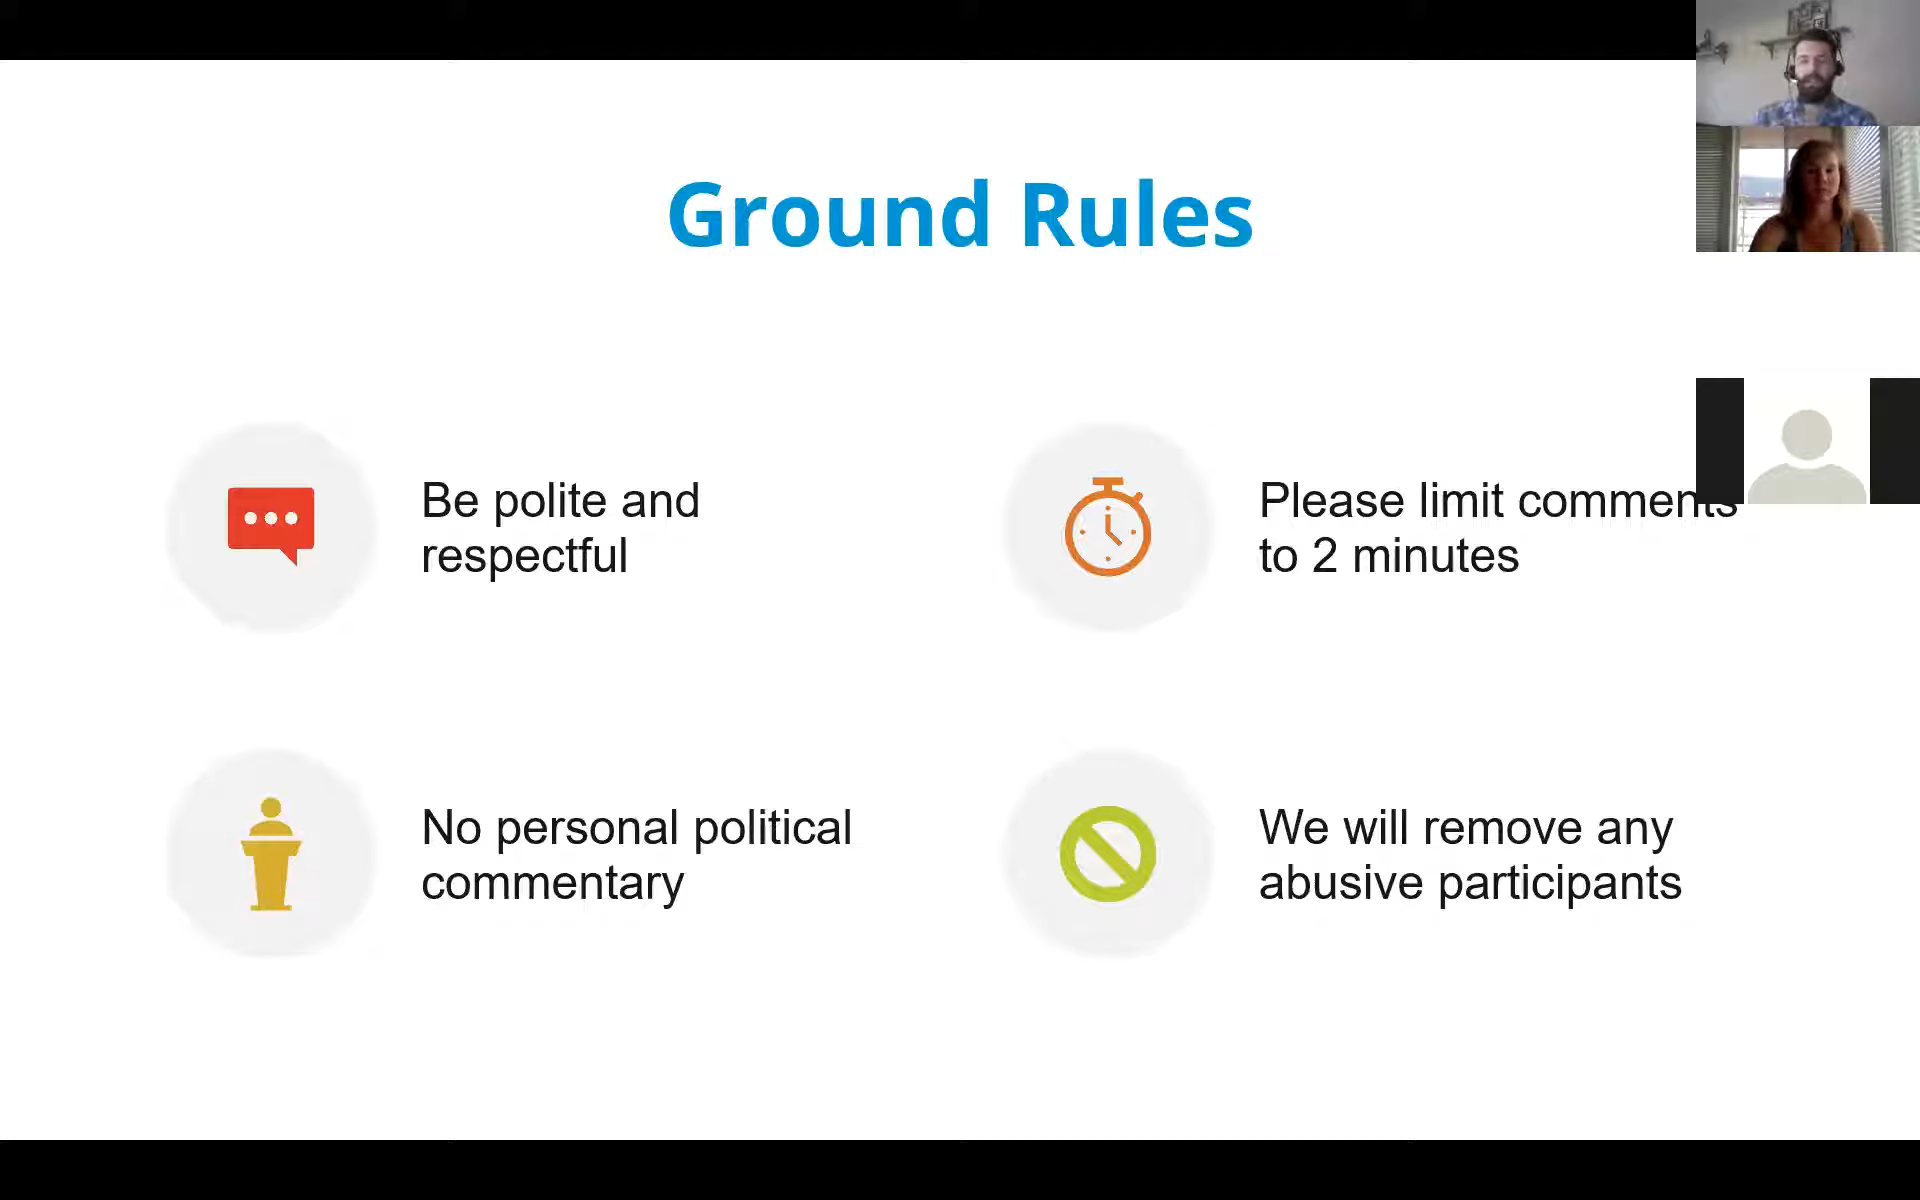 Ground Rules
Be polite and
respectful
Please limit comments
to 2 minutes
No personal political
commentary
We will remove any
abusive participants